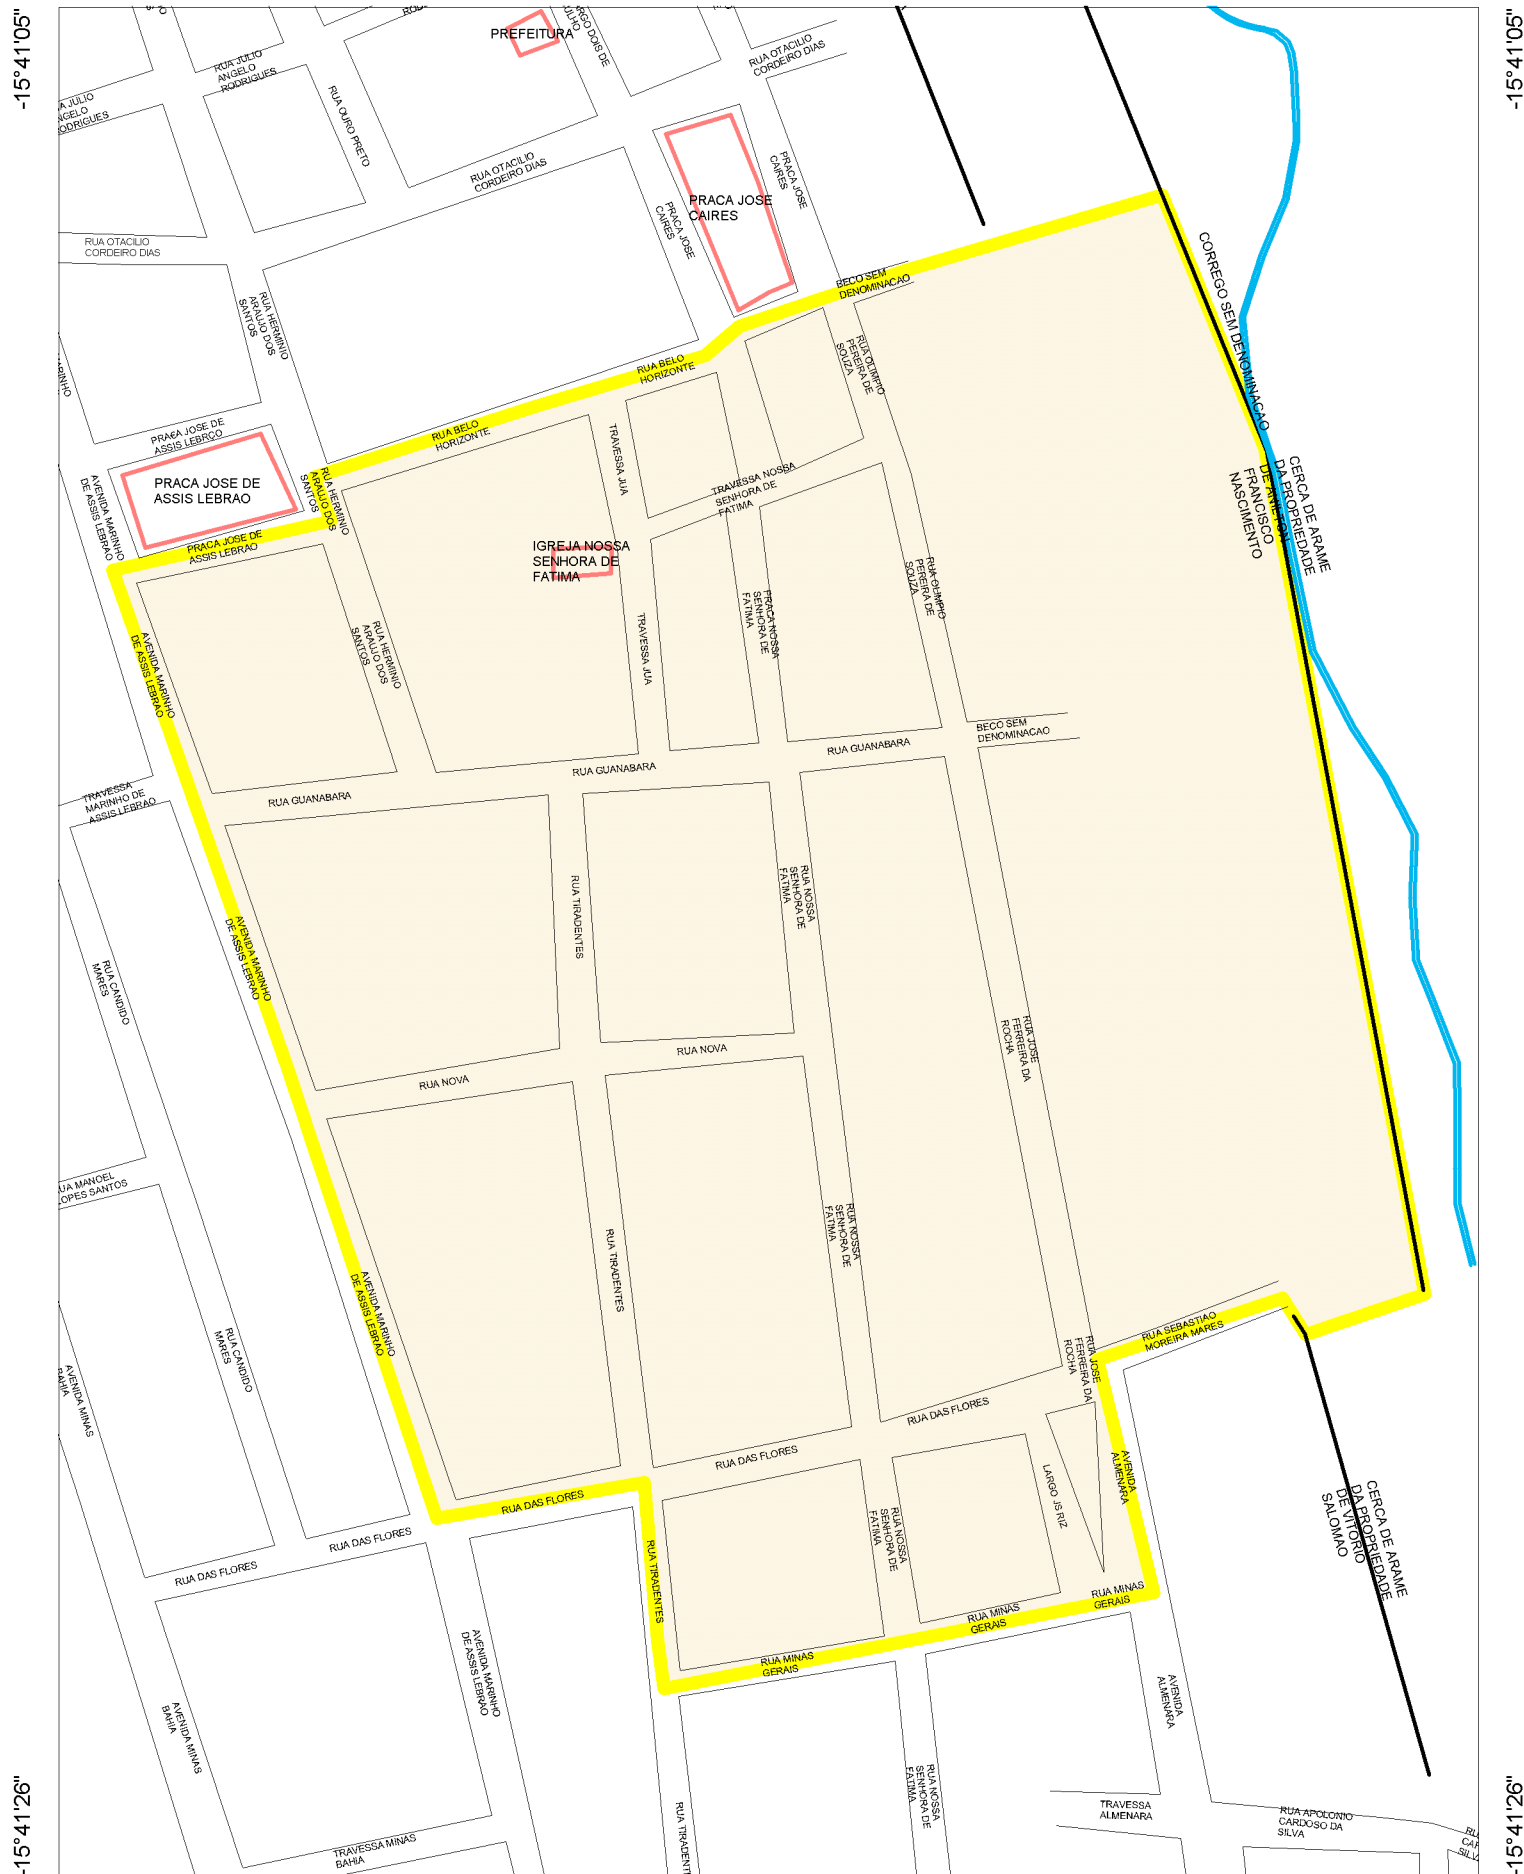 -15°41'05"
-15°41'05"
PREFEITURA
RUA JULIO
ANGELO
RODRIGUES
RUA OURO PRETO
RUA OTACILIO
CORDEIRO DIAS
RUA OTACILIO
CORDEIRO DIAS
RUA OTACILIO
CORDEIRO DIAS
PRACA JOSE
CAIRES
PRACA JOSE
CAIRES
PRACA JOSE
CAIRES
BECO SEM
DENOMINACAO
CORREGO SEM DENOMINACAO
RUA HERMINIO
ARAUJO DOS
SANTOS
RUA BELO
HORIZONTE
RUA BELO
HORIZONTE
RUA OLIMPIO
PEREIRA DE
SOUZA
PRAÉA JOSE DE
ASSIS LEBRÇO
PRACA JOSE DE
ASSIS LEBRAO
AVENIDA MARINHO
DE ASSIS LEBRAO
PRACA JOSE DE
ASSIS LEBRAO
RUA HERMINIO
ARAUJO DOS
SANTOS
TRAVESSA JUA
TRAVESSA NOSSA
SENHORA DE
FATIMA
CERCA DE ARAME
DA PROPRIEDADE
DE ANILTON
FRANCISCO
NASCIMENTO
IGREJA NOSSA
SENHORA DE
FATIMA
RUA OLIMPIO
PEREIRA DE
SOUZA
PRACA NOSSA
SENHORA DE
FATIMA
TRAVESSA JUA
RUA HERMINIO
ARAUJO DOS
SANTOS
AVENIDA MARINHO
DE ASSIS LEBRAO
BECO SEM
DENOMINACAO
RUA GUANABARA
RUA GUANABARA
RUA GUANABARA
TRAVESSA
MARINHO DE
ASSIS LEBRAO
RUA TIRADENTES
RUA NOSSA
SENHORA DE
FATIMA
AVENIDA MARINHO
DE ASSIS LEBRAO
RUA CANDIDO
MARES
RUA JOSE
FERREIRA DA
ROCHA
RUA NOVA
RUA NOVA
RUA NOSSA
SENHORA DE
FATIMA
RUA TIRADENTES
AVENIDA MARINHO
DE ASSIS LEBRAO
RUA CANDIDO
MARES
AVENIDA MINAS
BAHIA
RUA SEBASTIAO
MOREIRA MARES
RUA JOSE
FERREIRA DA
ROCHA
RUA DAS FLORES
RUA DAS FLORES
RUA DAS FLORES
RUA DAS FLORES
RUA DAS FLORES
AVENIDA
ALMENARA
LARGO JS RIZ
CERCA DE ARAME
DA PROPRIEDADE
DE VITORIO
SALOMAO
RUA NOSSA
SENHORA DE
FATIMA
RUA TIRADENTES
RUA MINAS
GERAIS
RUA MINAS
GERAIS
RUA MINAS
GERAIS
AVENIDA MARINHO
DE ASSIS LEBRAO
AVENIDA MINAS
BAHIA
AVENIDA
ALMENARA
RUA NOSSA
SENHORA DE
FATIMA
TRAVESSA
ALMENARA
RUA APOLONIO
CARDOSO DA
SILVA
TRAVESSA MINAS
BAHIA
-15°41'26"
-15°41'26"